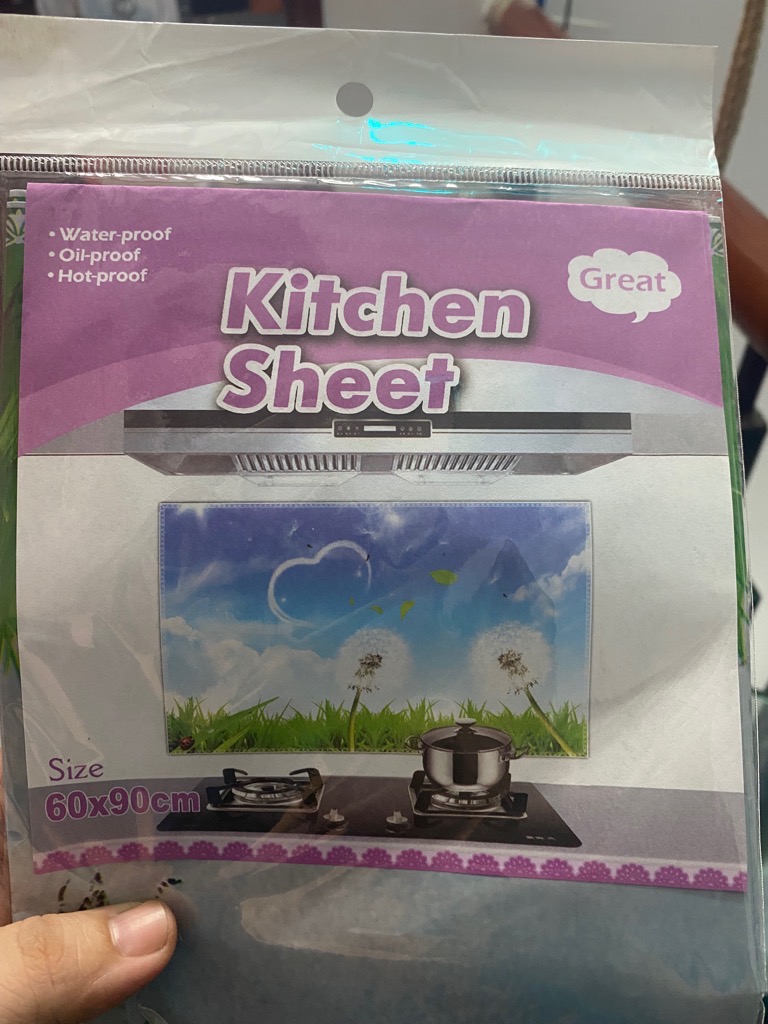 • Water-proof
• Oil-proof
• Hot-proof
Great
Kitchen
Sheet
Size
60x90cm